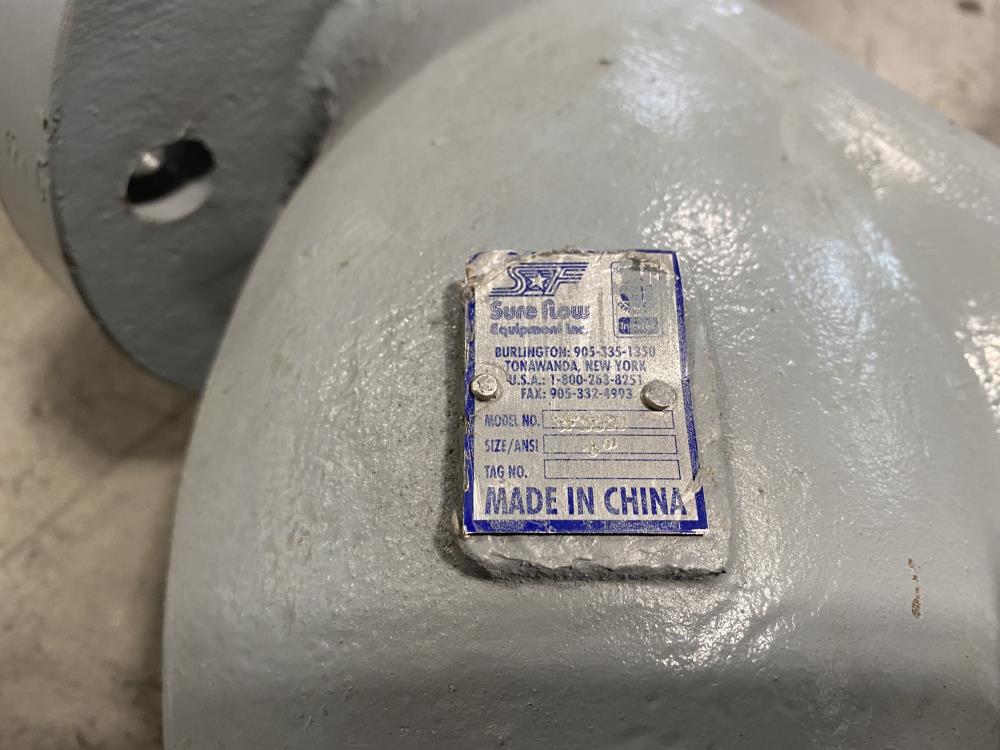 SF
Sure flow
Equipment Inc.
BURLINGTON: 905-335-1350
TONAWANDA, NEW YORK
U.S.A.: 1-800-263-8251
FAX: 905-332-4993
MODEL NO.
SIZE/ANSI
TAG NO.
MADE IN CHINA